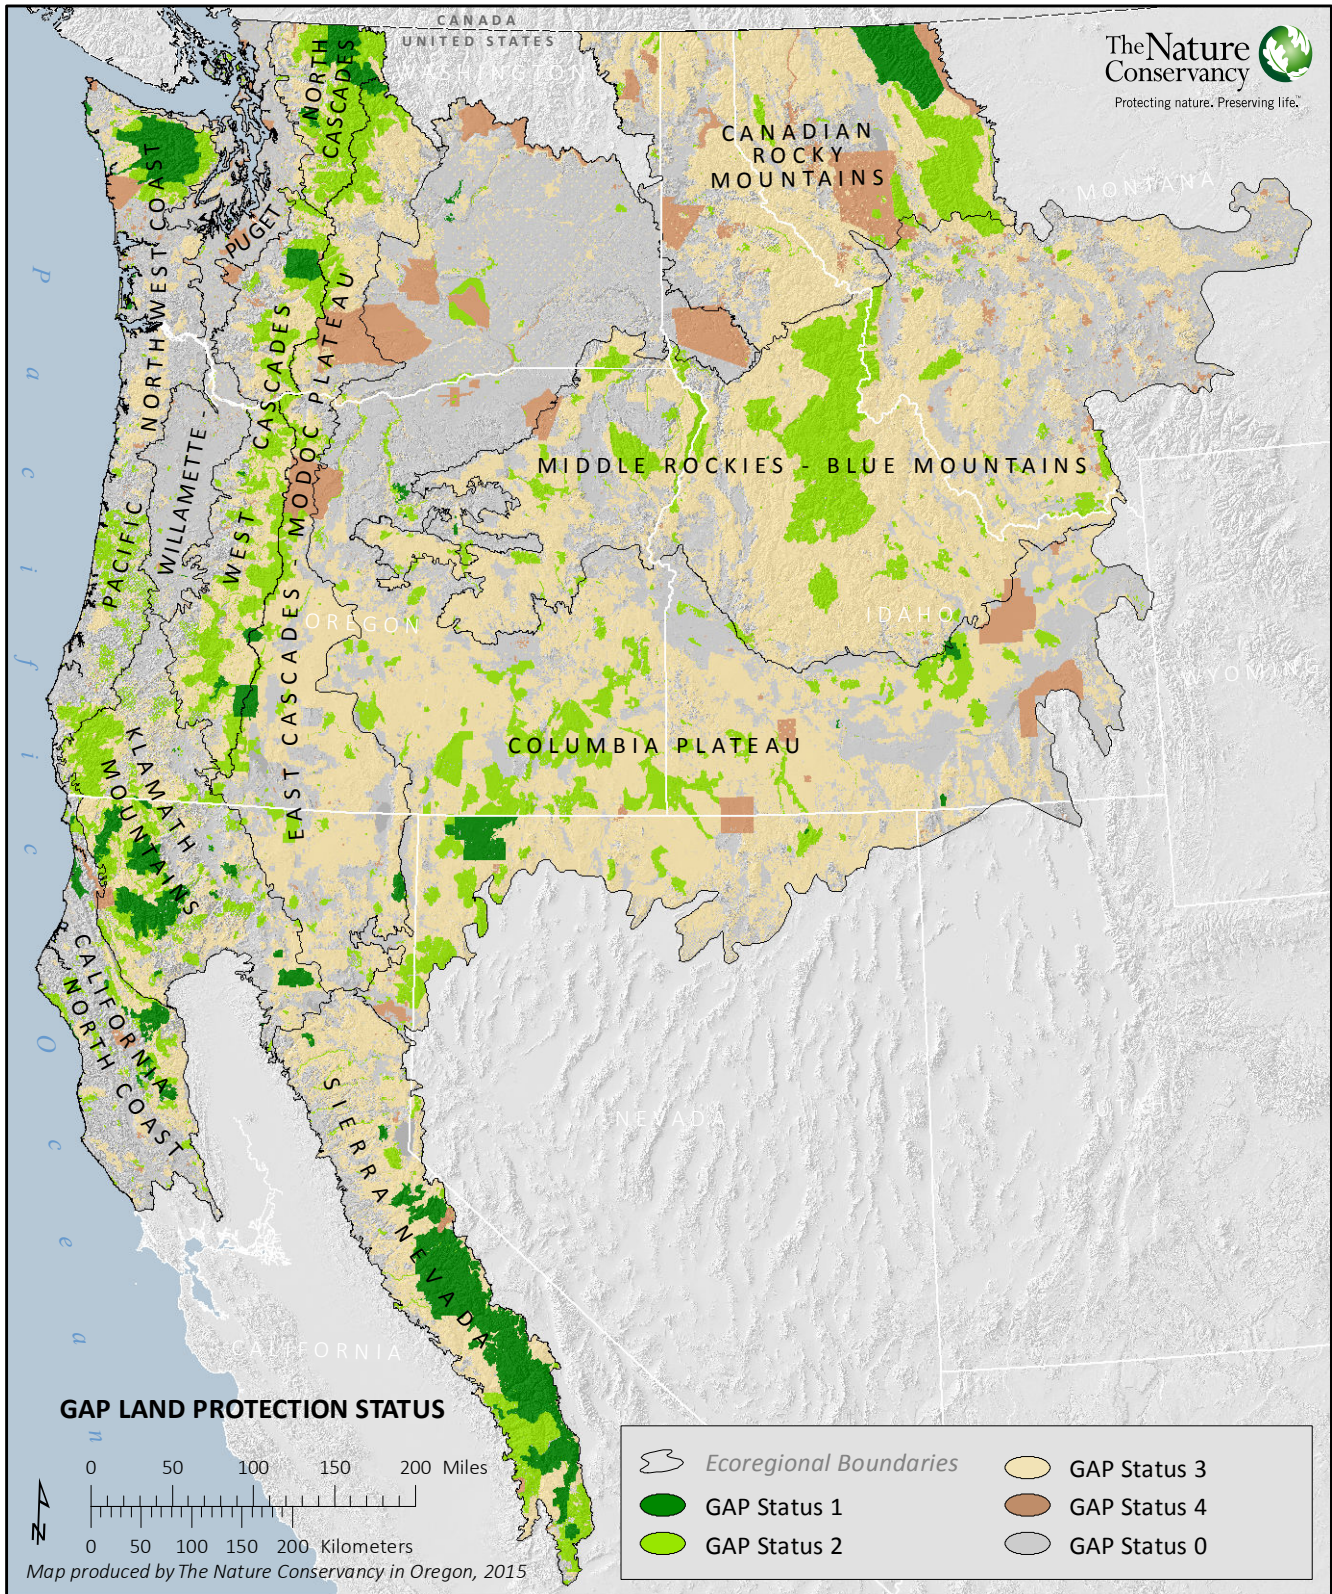 CANADA
UNITED STATES
WASHINGTON
The Nature
Conservancy
Protecting nature. Preserving life.™
NORTH
CASCADES
CANADIAN
ROCKY
MOUNTAINS
MONTANA
PACIFIC NORTHWEST COAST
PUGET
WILLAMETTE -
WEST CASCADES
EAST CASCADES - MODOC PLATEAU
MIDDLE ROCKIES - BLUE MOUNTAINS
OREGON
IDAHO
WYOMING
COLUMBIA PLATEAU
KLAMATH
MOUNTAINS
CALIFORNIA
NORTH COAST
Pacific Ocean
SIERRA NEVADA
NEVADA
CALIFORNIA
GAP LAND PROTECTION STATUS
0 50 100 150 200 Miles
0 50 100 150 200 Kilometers
N
Map produced by The Nature Conservancy in Oregon, 2015
Ecoregional Boundaries
GAP Status 1
GAP Status 2
GAP Status 3
GAP Status 4
GAP Status 0